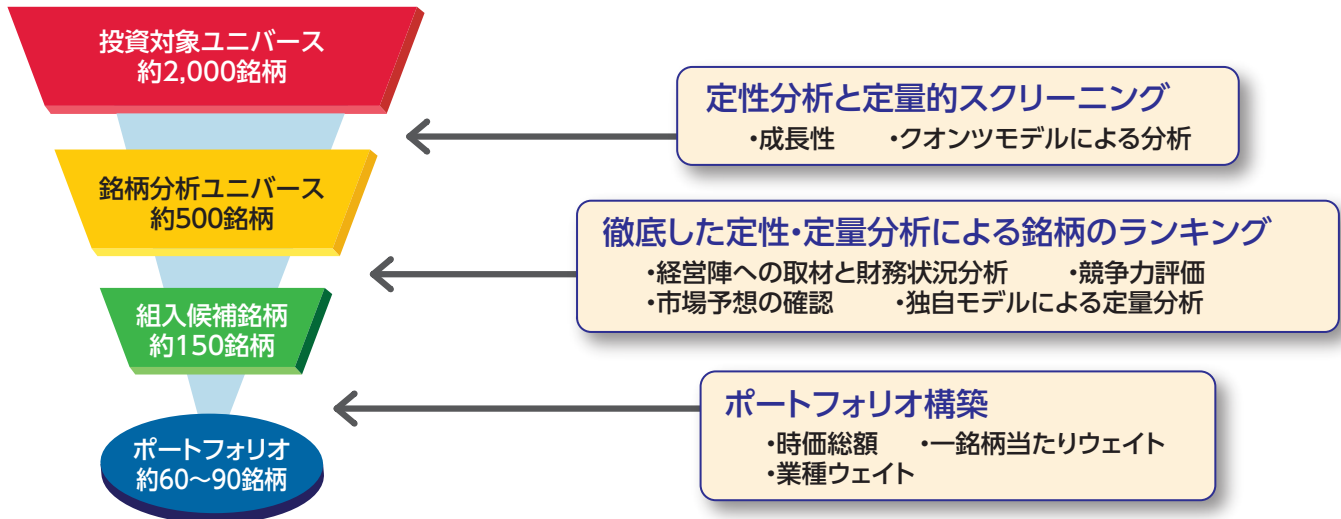 投資対象ユニバース
約2,000銘柄
定性分析と定量的スクリーニング
・成長性 ・クオンツモデルによる分析
銘柄分析ユニバース
約500銘柄
徹底した定性・定量分析による銘柄のランキング
・経営陣への取材と財務状況分析 ・競争力評価
・市場予想の確認 ・独自モデルによる定量分析
組入候補銘柄
約150銘柄
ポートフォリオ構築
・時価総額 ・一銘柄当たりウェイト
・業種ウェイト
ポートフォリオ
約60〜90銘柄